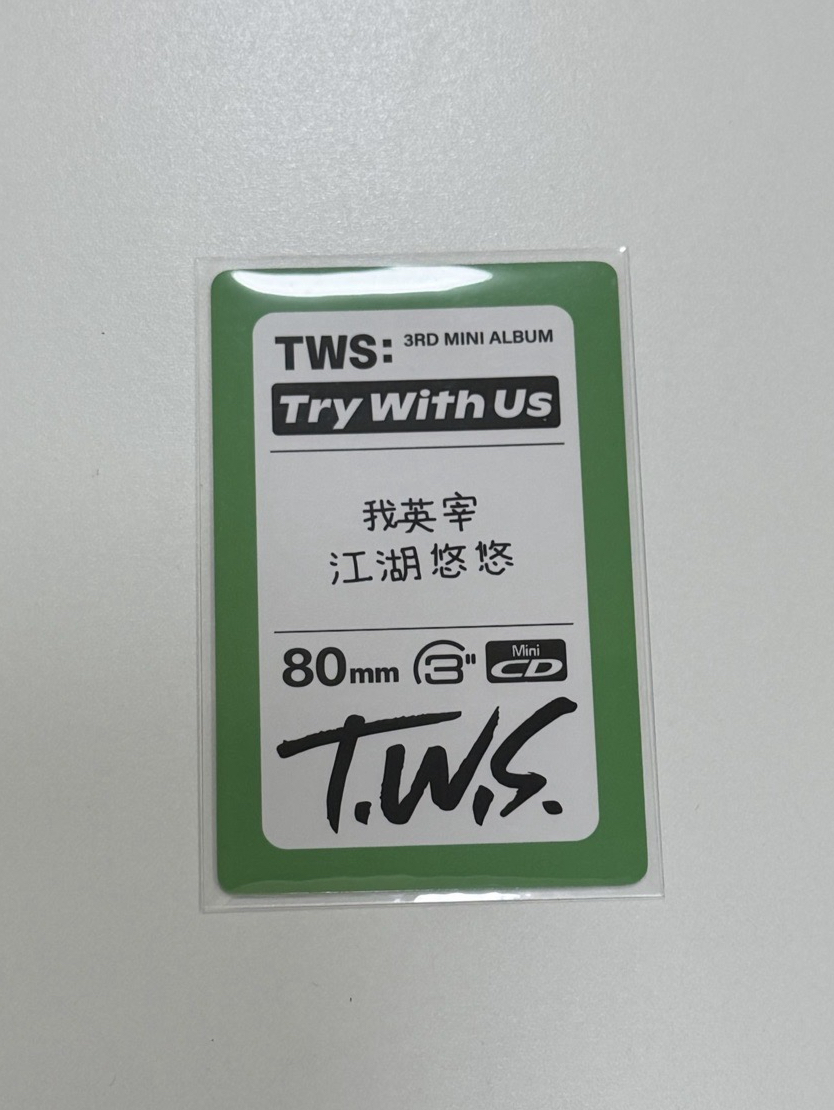 TWS: 3RD MINI ALBUM
Try With Us
我英宰
江湖悠悠
80mm 3" Mini CD
T.W.S.